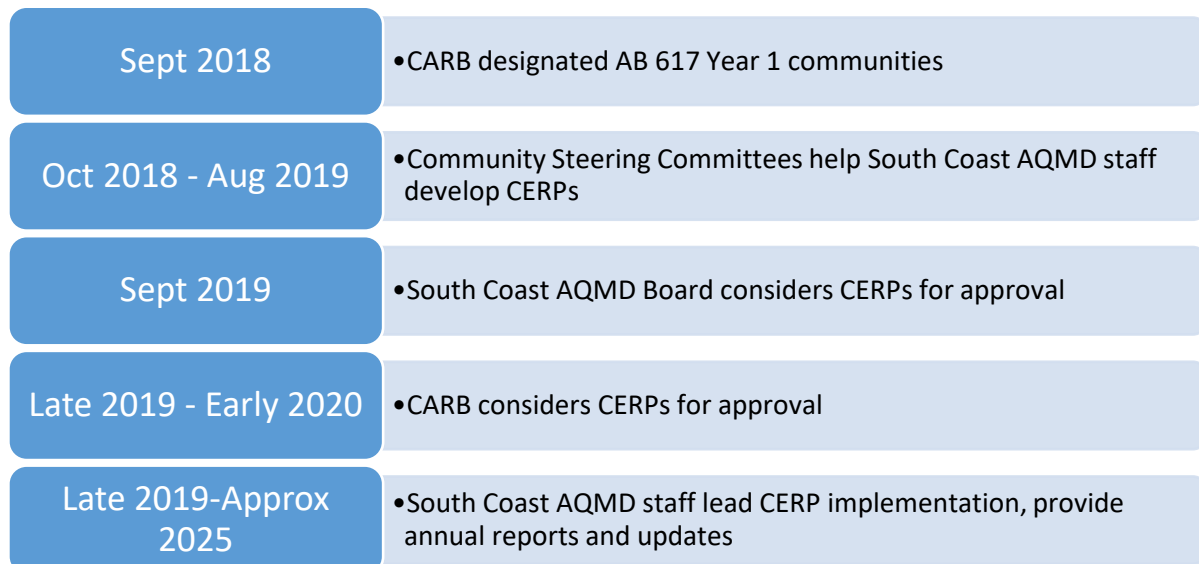 Sept 2018
•CARB designated AB 617 Year 1 communities
Oct 2018 - Aug 2019
•Community Steering Committees help South Coast AQMD staff
develop CERPs
Sept 2019
•South Coast AQMD Board considers CERPs for approval
Late 2019 - Early 2020
•CARB considers CERPs for approval
Late 2019-Approx
2025
•South Coast AQMD staff lead CERP implementation, provide
annual reports and updates